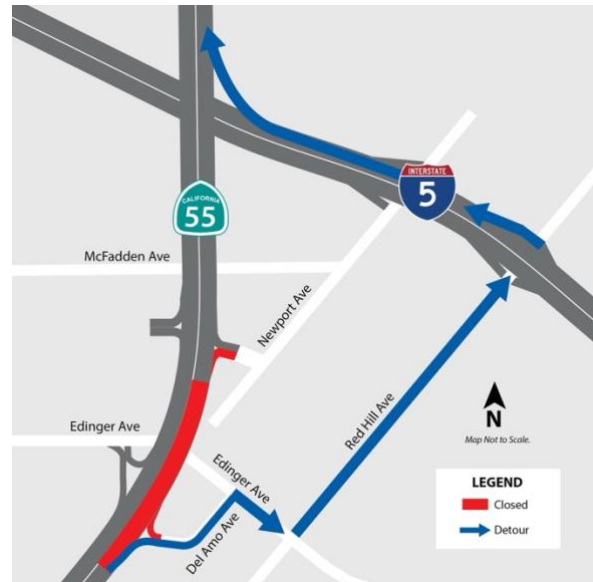 INTERSTATE
5
CALIFORNIA
55
McFadden Ave
Newport Ave
Edinger Ave
Edinger Ave
Red Hill Ave
Del Amo Ave
N
Map Not to Scale.
LEGEND
Closed
Detour